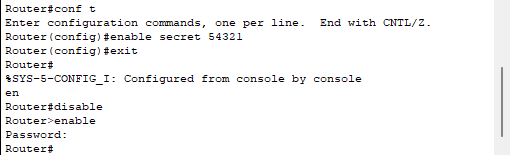 Router#conf t
Enter configuration commands, one per line.  End with CNTL/Z.
Router(config)#enable secret 54321
Router(config)#exit
Router#
%SYS-5-CONFIG_I: Configured from console by console
en
Router#disable
Router>enable
Password:
Router#